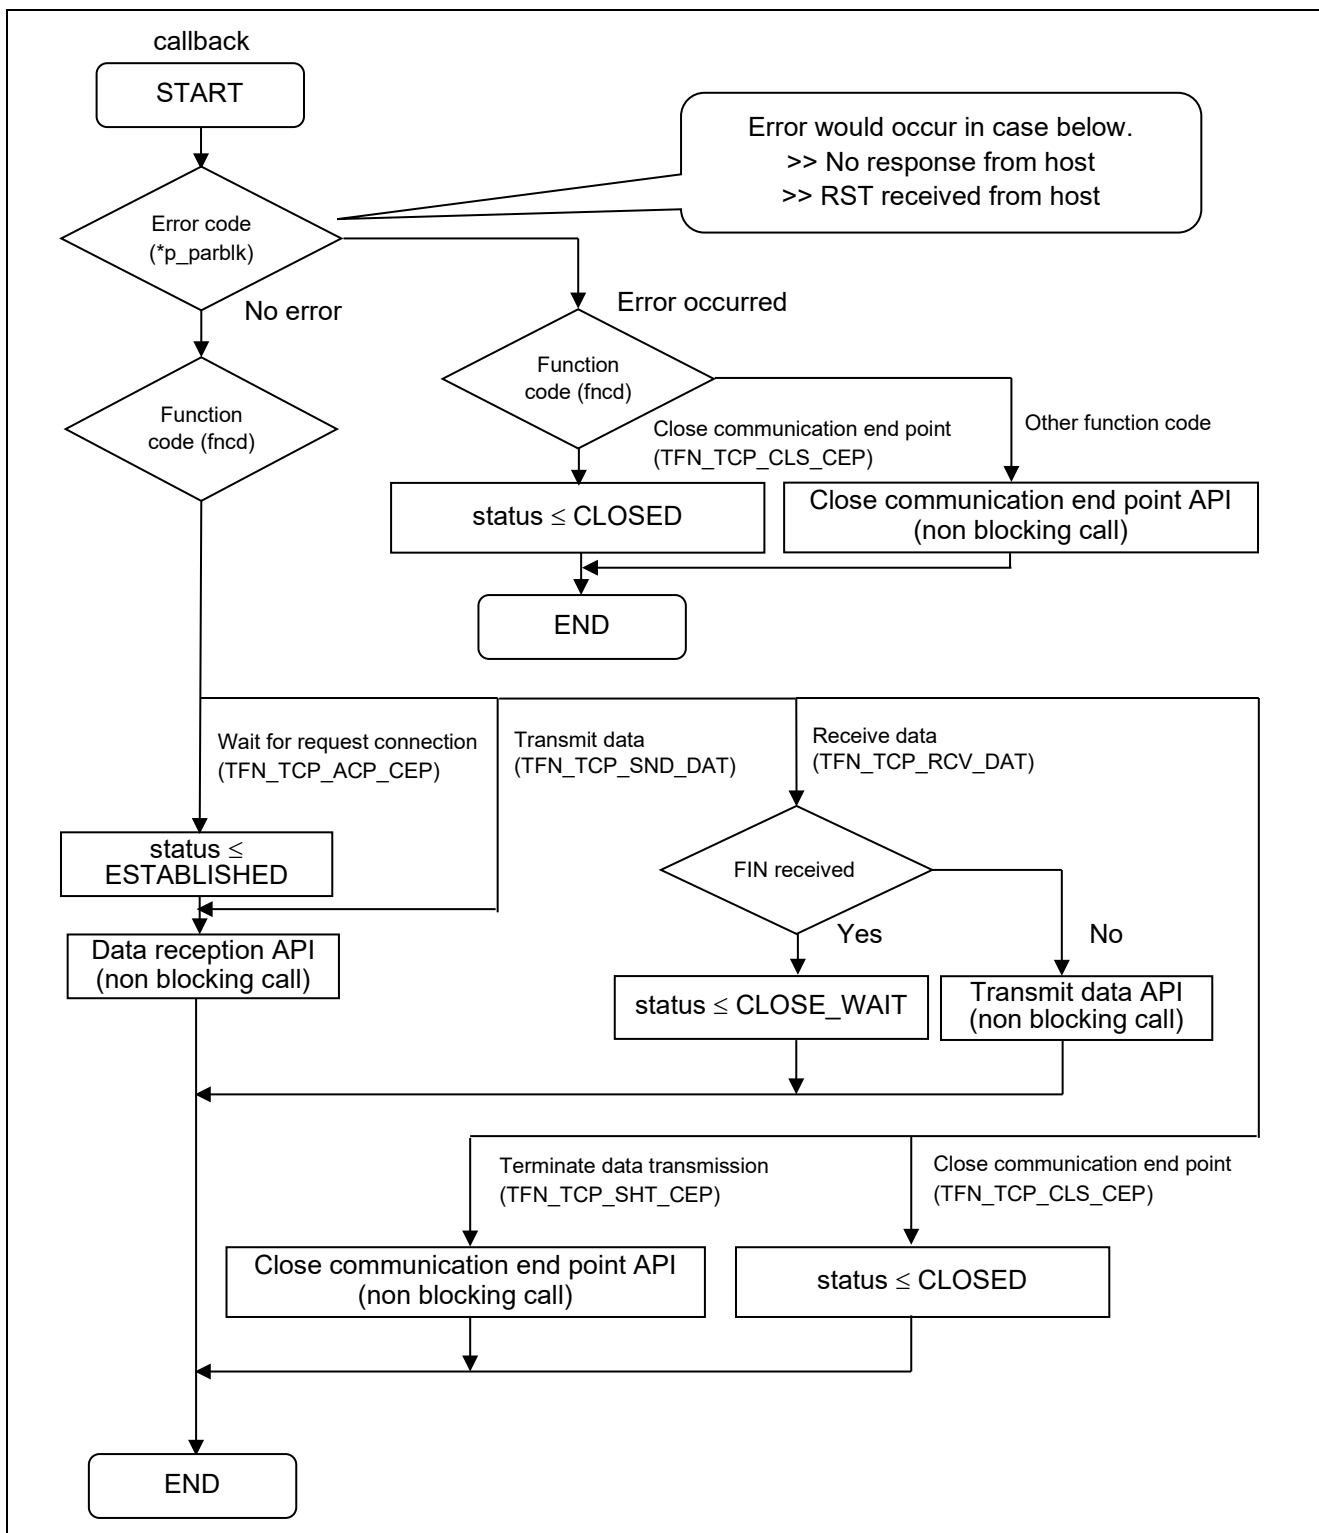 callback
START
Error would occur in case below.
>> No response from host
>> RST received from host
Error code
(*p_parblk)
No error
Error occurred
Function
code (fncd)
Function
code (fncd)
Close communication end point
(TFN_TCP_CLS_CEP)
Other function code
status ≤ CLOSED
Close communication end point API
(non blocking call)
END
Wait for request connection
(TFN_TCP_ACP_CEP)
Transmit data
(TFN_TCP_SND_DAT)
Receive data
(TFN_TCP_RCV_DAT)
status ≤
ESTABLISHED
FIN received
Yes
No
Data reception API
(non blocking call)
status ≤ CLOSE_WAIT
Transmit data API
(non blocking call)
Terminate data transmission
(TFN_TCP_SHT_CEP)
Close communication end point
(TFN_TCP_CLS_CEP)
Close communication end point API
(non blocking call)
status ≤ CLOSED
END